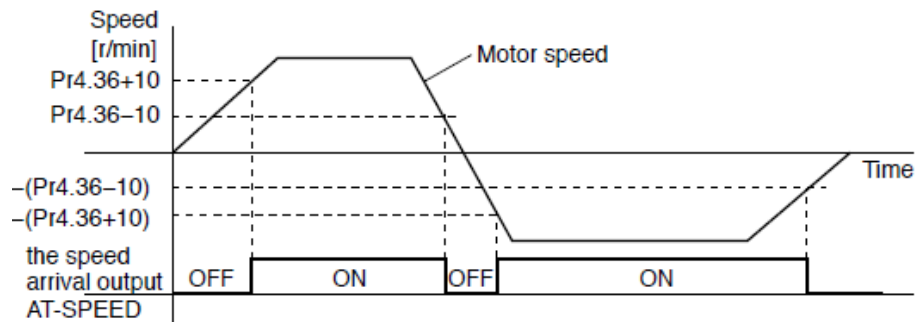 Speed
[r/min]
Pr4.36+10
Motor speed
Pr4.36−10
Time
−(Pr4.36−10)
−(Pr4.36+10)
the speed
arrival output
OFF ON OFF ON
AT-SPEED